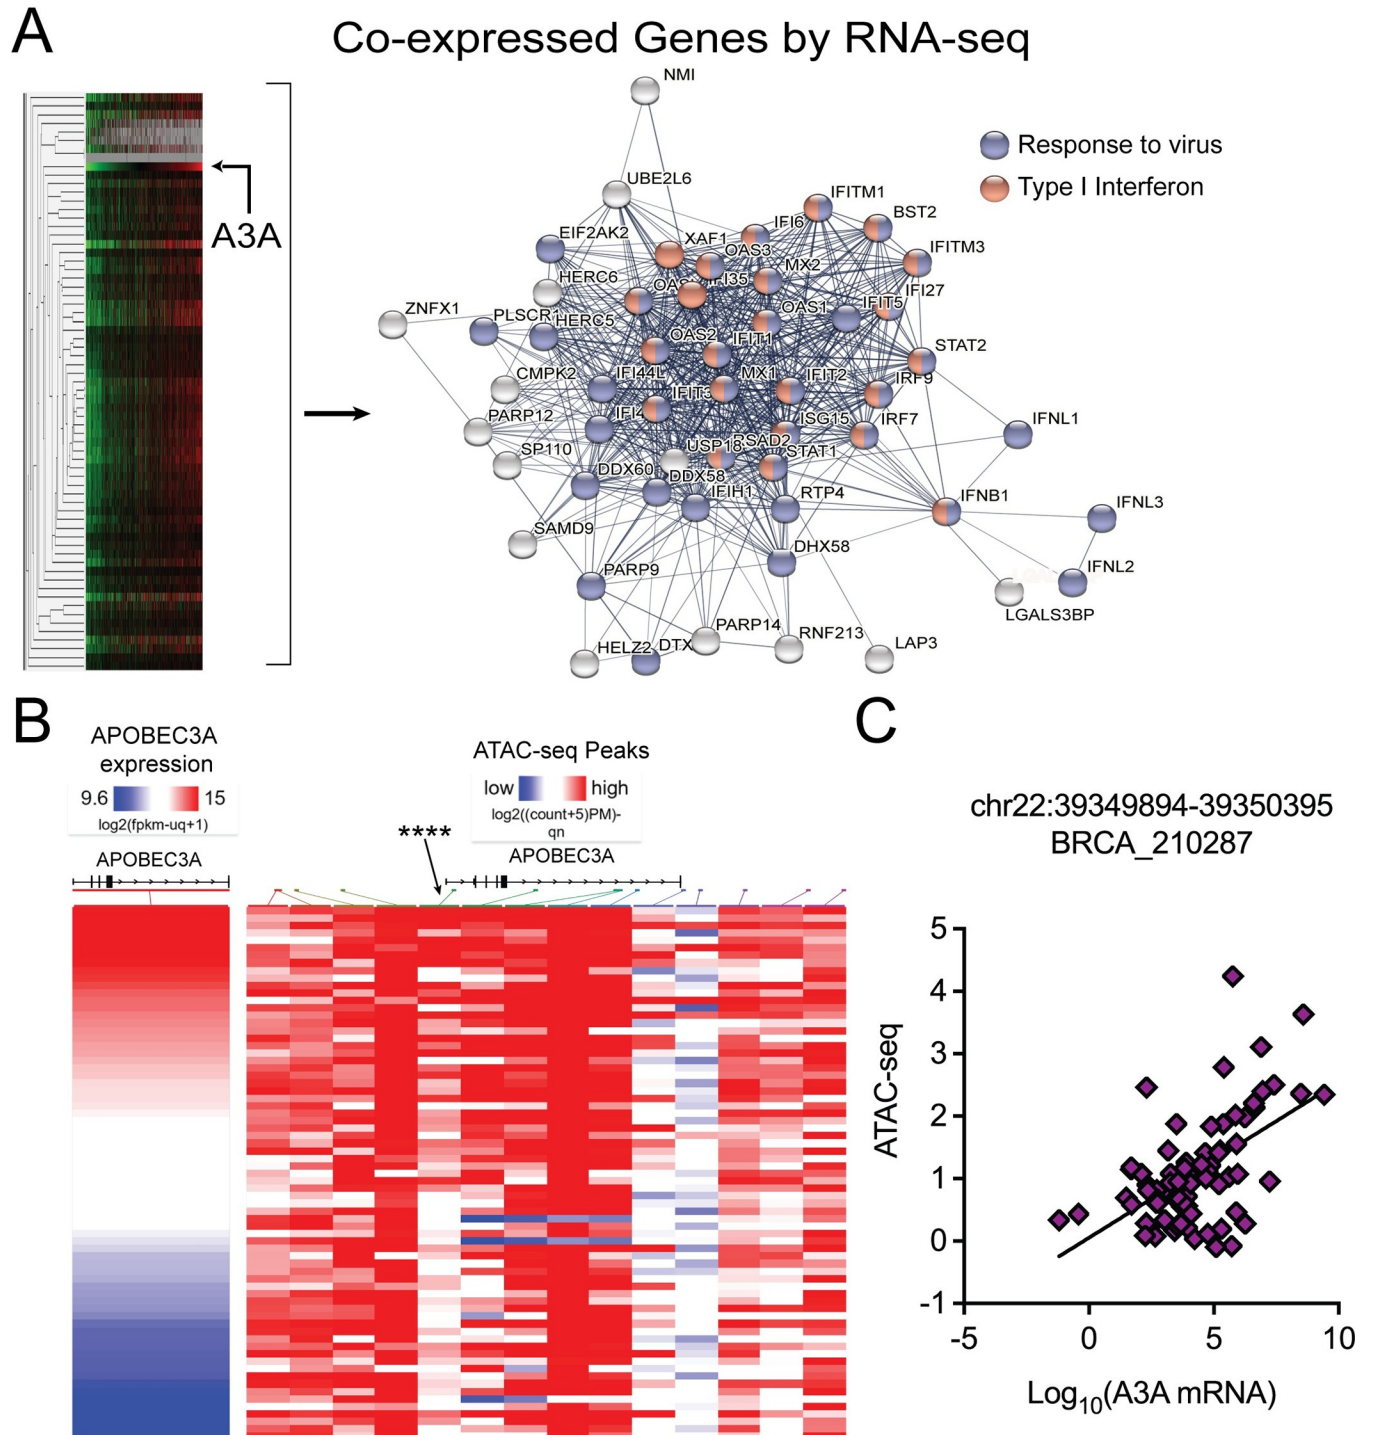 A
Co-expressed Genes by RNA-seq
A3A
NMI
Response to virus
Type I Interferon
UBE2L6
IFITM1
BST2
IFI6
EIF2AK2
XAF1
OAS3
IFITM3
MX2
HERC6
IFI27
IFIT5
OAS1
ZNFX1
PLSCR1
HERC5
OAS2
IFIT1
STAT2
CMPK2
IFI44L
MX1
IFIT2
IRF9
IFIT3
PARP12
ISG15
IRF7
IFNL1
SP110
USP18
RSAD2
STAT1
DDX60
DDX58
IFIH1
RTP4
IFNB1
IFNL3
SAMD9
DHX58
PARP9
IFNL2
LGALS3BP
PARP14
RNF213
HELZ2
DTX
LAP3
B
APOBEC3A
expression
9.6
15
log2(fpkm-uq+1)
APOBEC3A
ATAC-seq Peaks
low
high
log2((count+5)PM)-
qn
****
APOBEC3A
C
chr22:39349894-39350395
BRCA_210287
ATAC-seq
5
4
3
2
1
0
-1
-5
0
5
10
Log10(A3A mRNA)